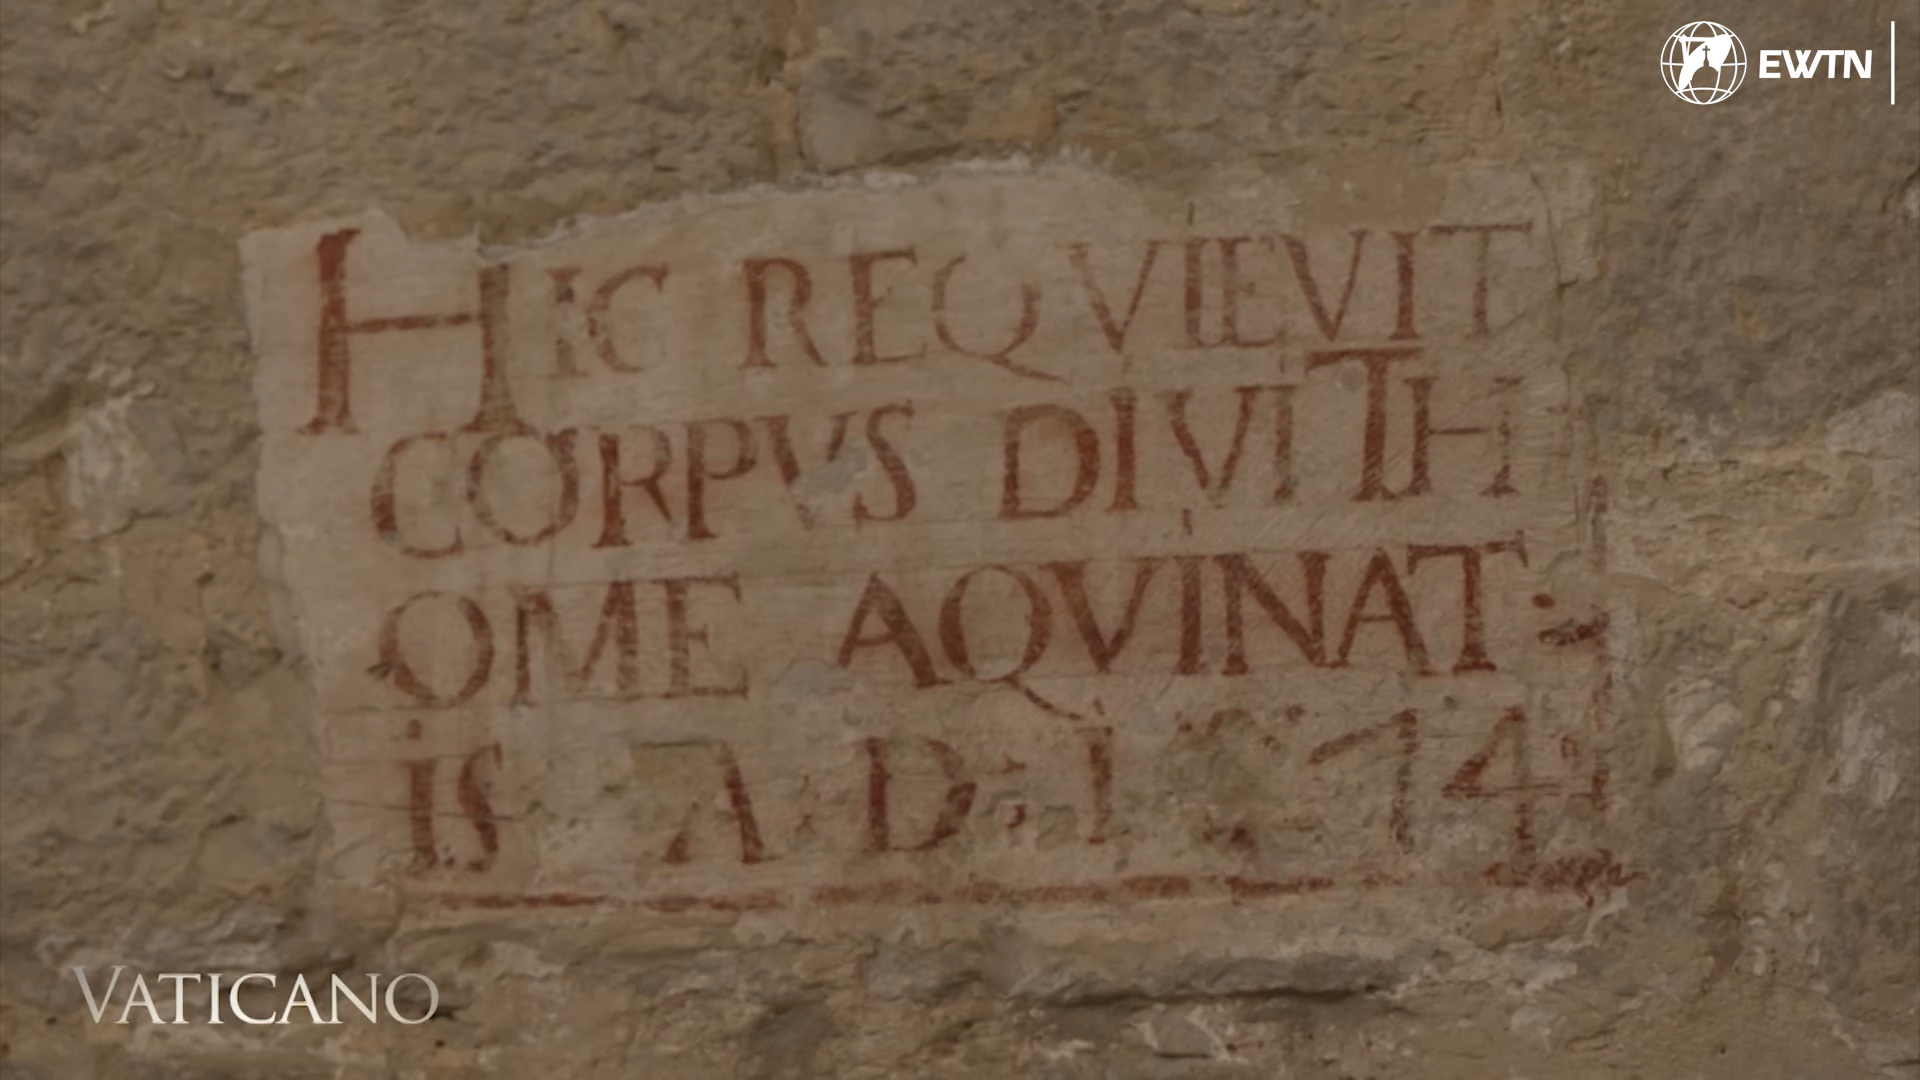 EWTN
HIC REQVIEVIT
CORPVS DIVI TH
OME AQVINAT
IS A D
VATICANO